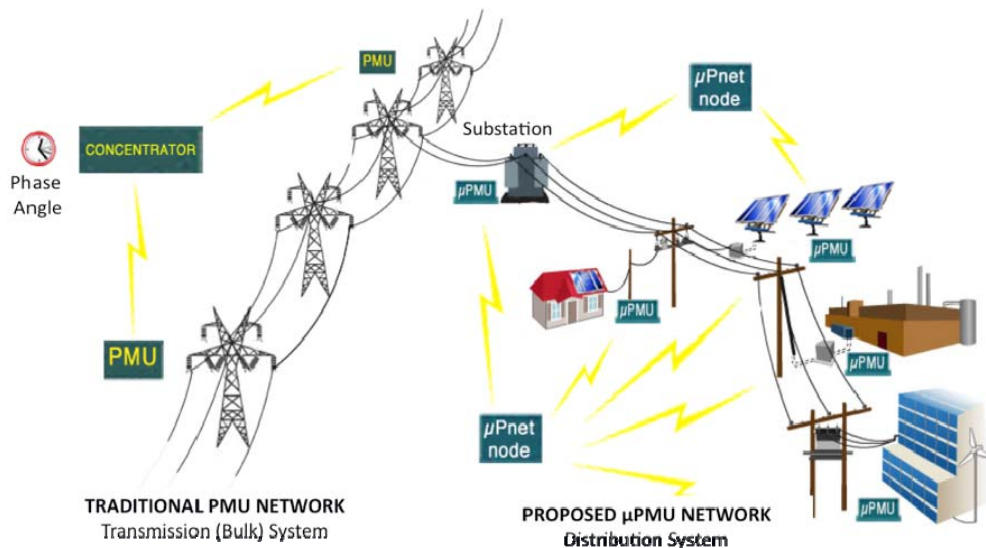 PMU
CONCENTRATOR
Phase
Angle
PMU
TRADITIONAL PMU NETWORK
Transmission (Bulk) System
Substation
µPMU
µPnet
node
µPMU
µPMU
µPMU
µPnet
node
µPMU
PROPOSED µPMU NETWORK
Distribution System